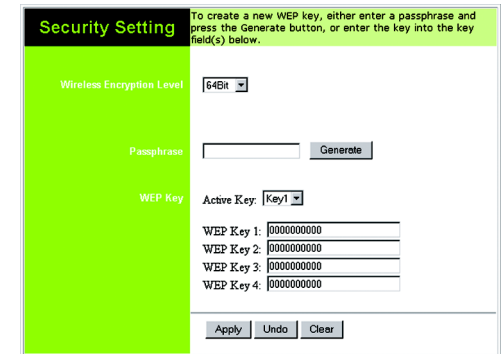 Security Setting
To create a new WEP key, either enter a passphrase and
press the Generate button, or enter the key into the key
field(s) below.
Wireless Encryption Level
64Bit
Passphrase
Generate
WEP Key
Active Key: Key1
WEP Key 1: 0000000000
WEP Key 2: 0000000000
WEP Key 3: 0000000000
WEP Key 4: 0000000000
Apply Undo Clear